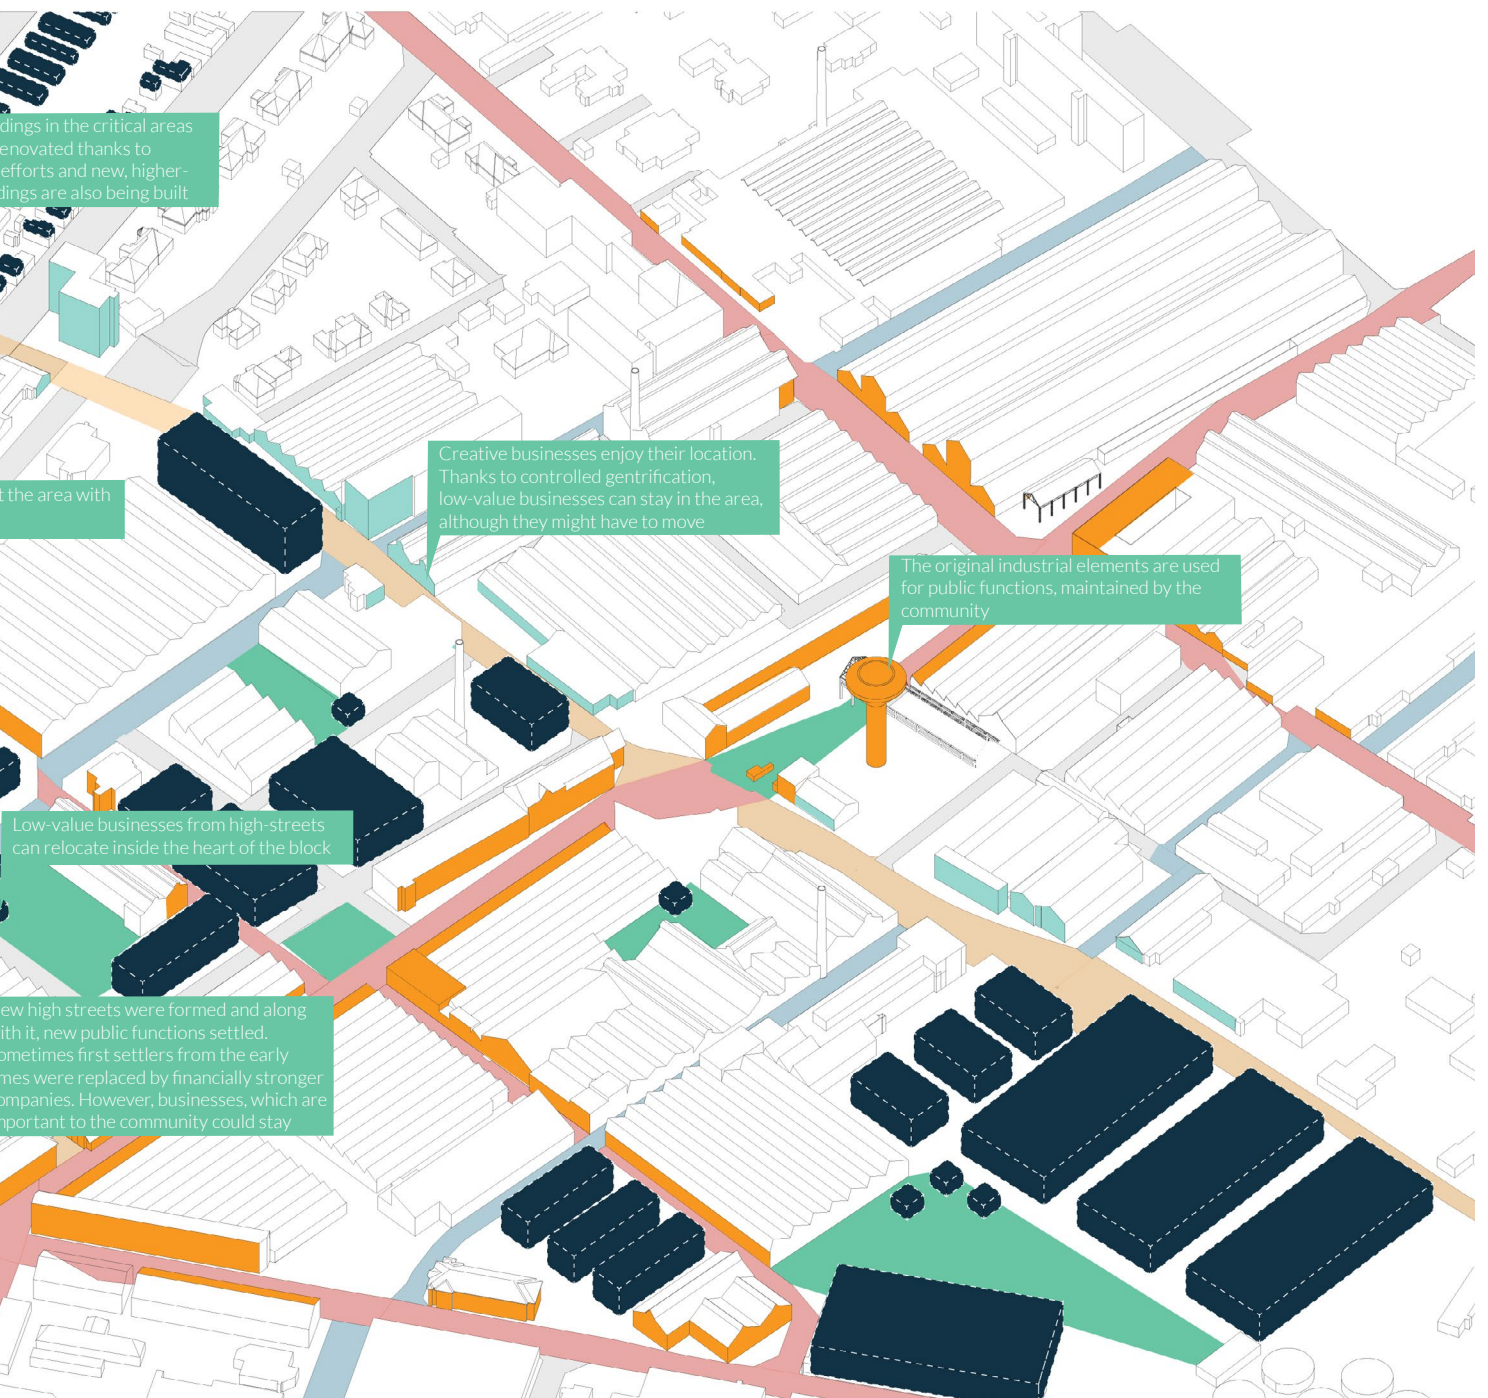 dings in the critical areas
enovated thanks to
efforts and new, higher-
dings are also being built
Creative businesses enjoy their location.
Thanks to controlled gentrification,
low-value businesses can stay in the area,
although they might have to move
t the area with
The original industrial elements are used
for public functions, maintained by the
community
Low-value businesses from high-streets
can relocate inside the heart of the block
ew high streets were formed and along
ith it, new public functions settled.
ometimes first settlers from the early
mes were replaced by financially stronger
ompanies. However, businesses, which are
mportant to the community could stay